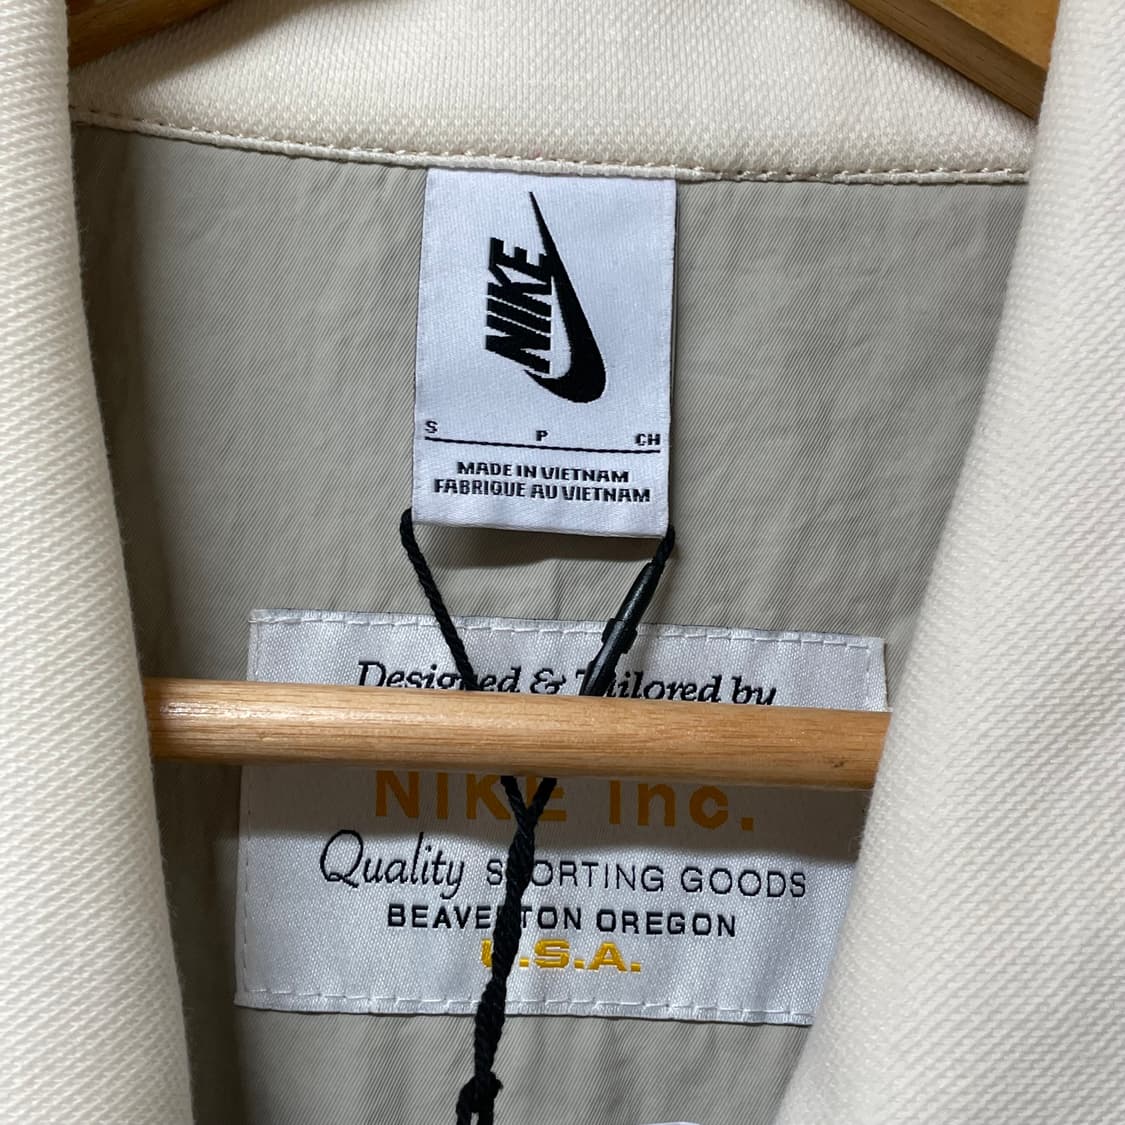 NIKE
S P CH
MADE IN VIETNAM
FABRIQUE AU VIETNAM
Designed & Tailored by
NIKE Inc.
Quality SPORTING GOODS
BEAVERTON OREGON
U.S.A.